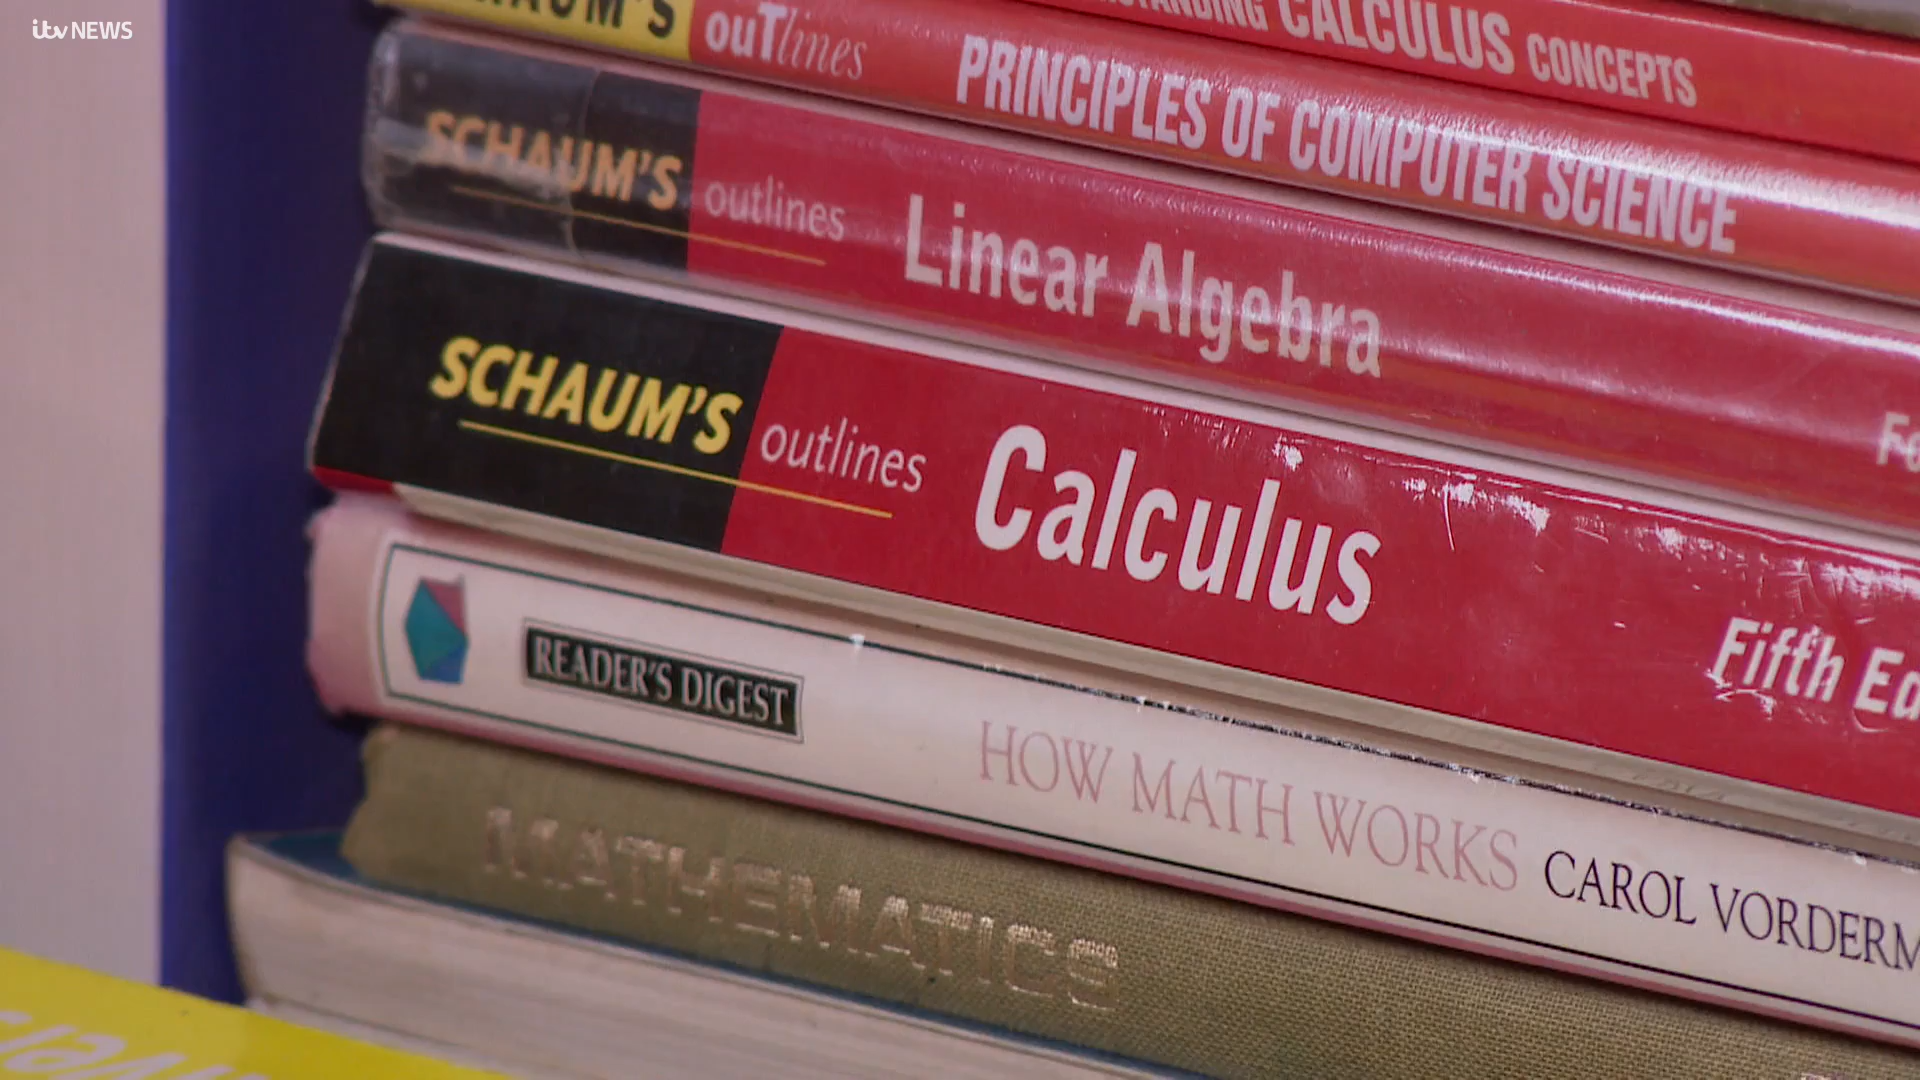 itv NEWS
CALCULUS CONCEPTS
SCHAUM'S ouTlines PRINCIPLES OF COMPUTER SCIENCE
SCHAUM'S outlines Linear Algebra
SCHAUM'S outlines Calculus Fifth Ed
READER'S DIGEST HOW MATH WORKS CAROL VORDERM
MATHEMATICS